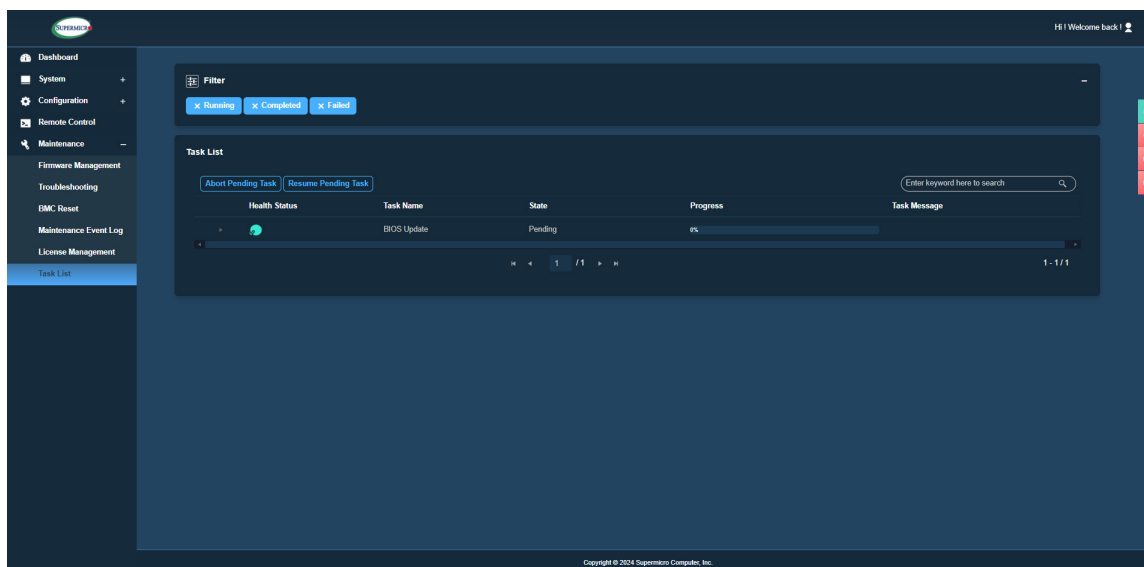 SUPERMICR
Hi ! Welcome back !
Dashboard
System +
Configuration +
Remote Control
Maintenance –
Firmware Management
Troubleshooting
BMC Reset
Maintenance Event Log
License Management
Task List
Filter –
× Running × Completed × Failed
Task List
Abort Pending Task Resume Pending Task Enter keyword here to search
Health Status Task Name State Progress Task Message
BIOS Update Pending 0%
1 / 1 1 - 1 / 1
Copyright © 2024 Supermicro Computer, Inc.